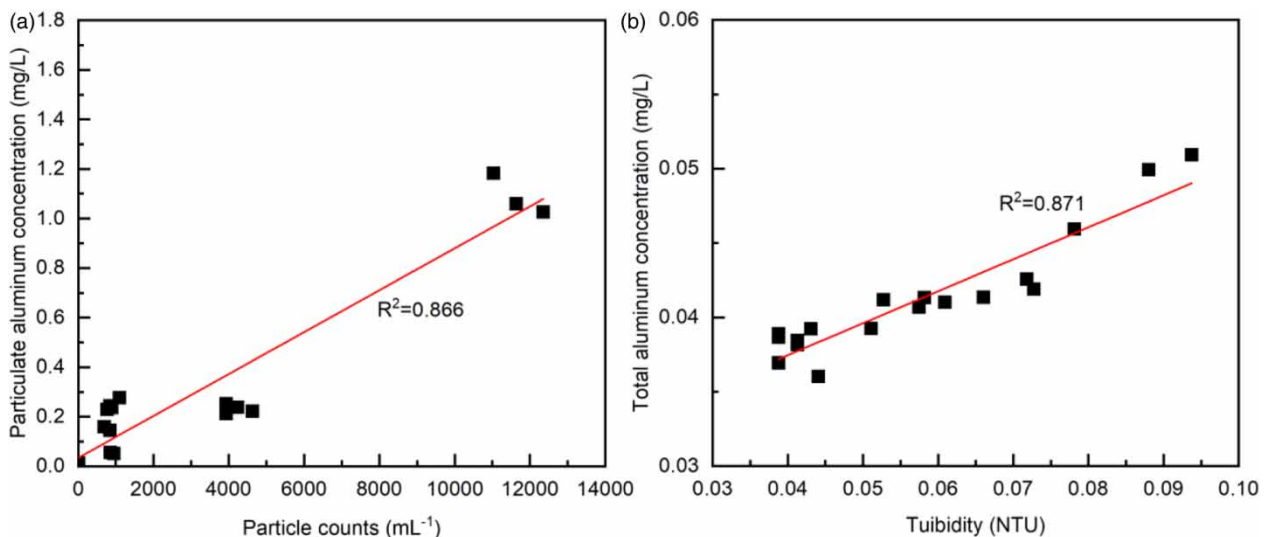 (a)
Particulate aluminum concentration (mg/L)
1.8
1.6
1.4
1.2
1.0
0.8
0.6
0.4
0.2
0.0
R²=0.866
0 2000 4000 6000 8000 10000 12000 14000
Particle counts (mL⁻¹)
(b)
Total aluminum concentration (mg/L)
0.06
0.05
0.04
0.03
R²=0.871
0.03 0.04 0.05 0.06 0.07 0.08 0.09 0.10
Tuibidity (NTU)